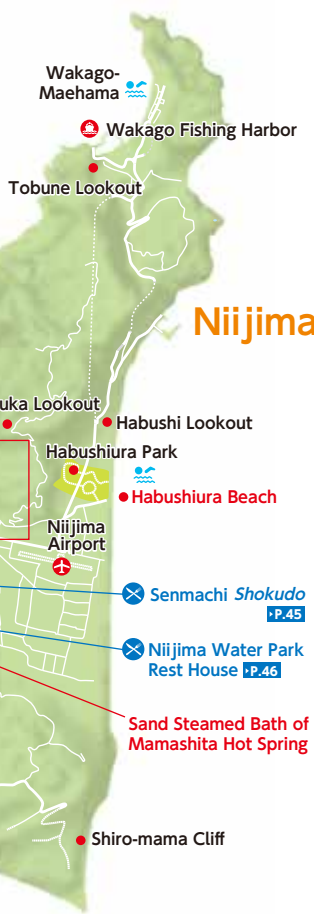 Wakago-
Maehama
Wakago Fishing Harbor
Tobune Lookout
Niijima
uka Lookout
Habushi Lookout
Habushiura Park
Habushiura Beach
Niijima
Airport
Senmachi Shokudo
P.45
Niijima Water Park
Rest House P.46
Sand Steamed Bath of
Mamashita Hot Spring
Shiro-mama Cliff